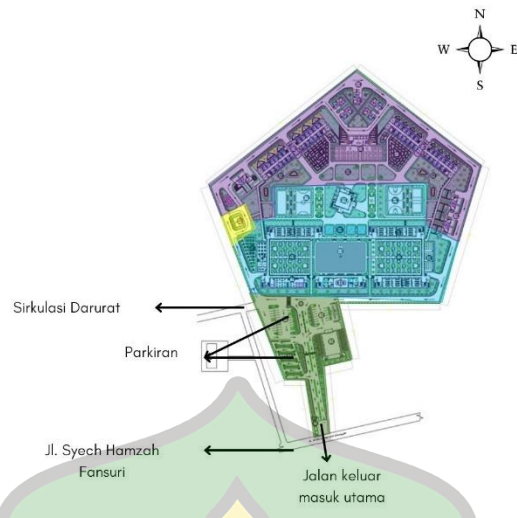 N
W E
S
Sirkulasi Darurat
Parkiran
Jl. Syech Hamzah
Fansuri
Jalan keluar
masuk utama